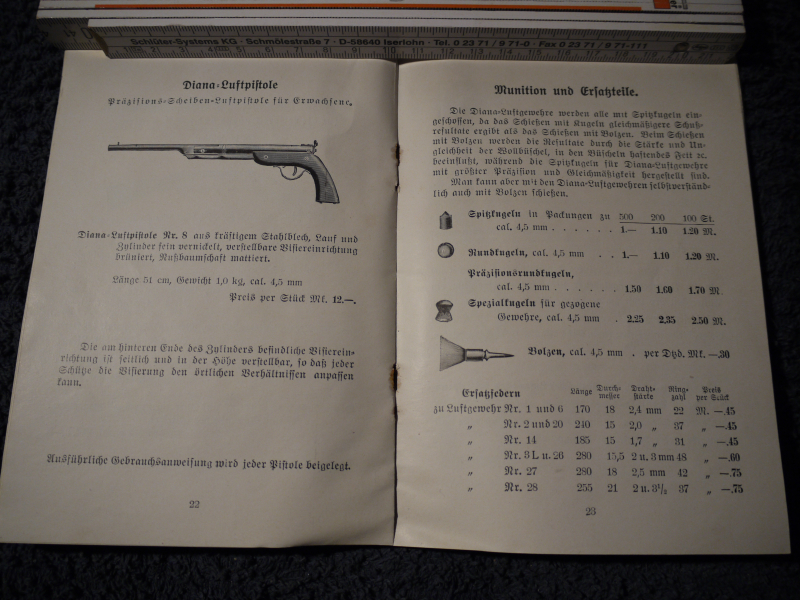 Schlüter-Systems KG · Schmölestraße 7 · D-58640 Iserlohn · Tel. 0 23 71 / 9 71-0 · Fax 0 23 71 / 9 71-111
Diana-Luftpistole
Präzisions-Scheiben-Luftpistole für Erwachsene.
Diana-Luftpistole Nr. 8 aus kräftigem Stahlblech, Lauf und
Zylinder fein vernickelt, verstellbare Visiereinrichtung
brüniert, Nußbaumschaft mattiert.
Länge 51 cm, Gewicht 1,0 kg, cal. 4,5 mm
Preis per Stück Mk. 12.—.
Die am hinteren Ende des Zylinders befindliche Visierein-
richtung ist seitlich und in der Höhe verstellbar, so daß jeder
Schütze die Visierung den örtlichen Verhältnissen anpassen
kann.
Ausführliche Gebrauchsanweisung wird jeder Pistole beigelegt.
22
Munition und Ersatzteile.
Die Diana-Luftgewehre werden alle mit Spitzkugeln ein-
geschossen, da das Schießen mit Kugeln gleichmäßigere Schuß-
resultate ergibt als das Schießen mit Bolzen. Beim Schießen
mit Bolzen werden die Resultate durch die Stärke und Un-
gleichheit der Wollbüschel, in den Büscheln haftendes Fett ꝛc.
beeinflußt, während die Spitzkugeln für Diana-Luftgewehre
mit größter Präzision und Gleichmäßigkeit hergestellt sind.
Man kann aber mit den Diana-Luftgewehren selbstverständ-
lich auch mit Bolzen schießen.
Spitzkugeln in Packungen zu 500 200 100 St.
cal. 4,5 mm . . . . . . 1.— 1.10 1.20 M.
Rundkugeln, cal. 4,5 mm . . 1.— 1.10 1.20 M.
Präzisionsrundkugeln,
cal. 4,5 mm . . . . . . 1.50 1.60 1.70 M.
Spezialkugeln für gezogene
Gewehre, cal. 4,5 mm . 2.25 2.35 2.50 M.
Bolzen, cal. 4,5 mm . per Dtzd. Mk. —.30
Ersatzfedern Länge Durch-messer Draht-stärke Ring-zahl Preis per Stück
zu Luftgewehr Nr. 1 und 6 170 18 2,4 mm 22 M. —.45
„ Nr. 2 und 20 240 15 2,0 „ 37 „ —.45
„ Nr. 14 185 15 1,7 „ 31 „ —.45
„ Nr. 3 L u. 26 280 15,5 2 u. 3 mm 48 „ —.60
„ Nr. 27 280 18 2,5 mm 42 „ —.75
„ Nr. 28 255 21 2 u. 3½ 37 „ —.75
23